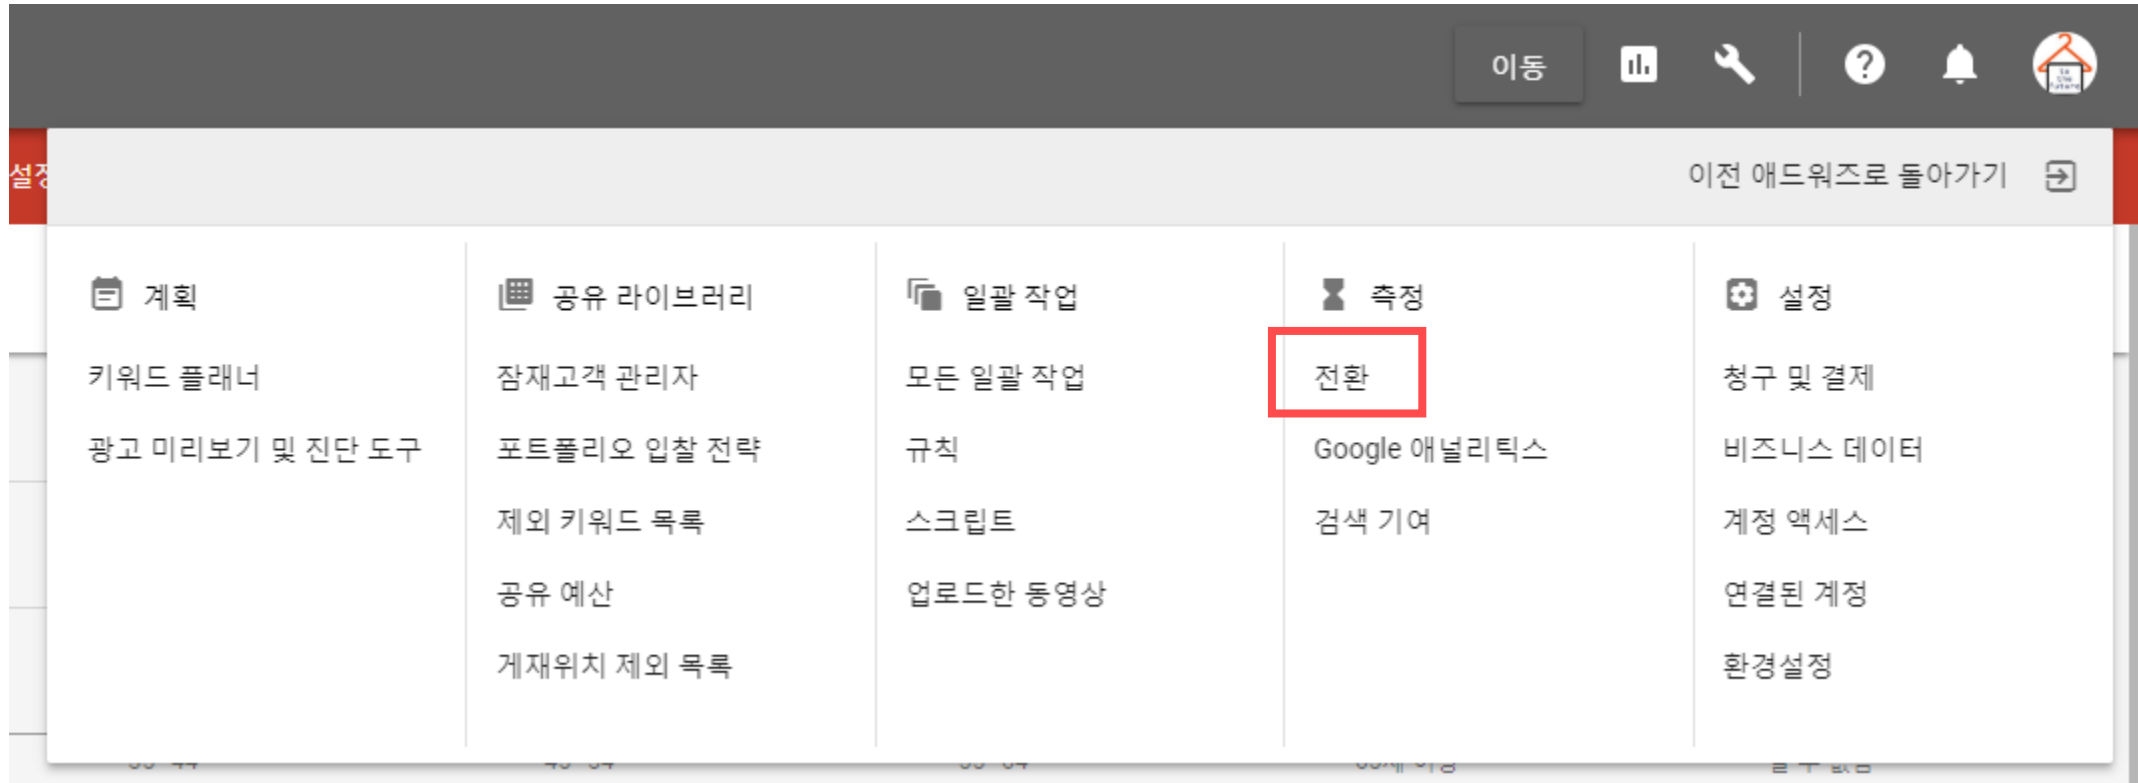 이동
이전 애드워즈로 돌아가기
계획
키워드 플래너
광고 미리보기 및 진단 도구
공유 라이브러리
잠재고객 관리자
포트폴리오 입찰 전략
제외 키워드 목록
공유 예산
게재위치 제외 목록
일괄 작업
모든 일괄 작업
규칙
스크립트
업로드한 동영상
측정
전환
Google 애널리틱스
검색 기여
설정
청구 및 결제
비즈니스 데이터
계정 액세스
연결된 계정
환경설정